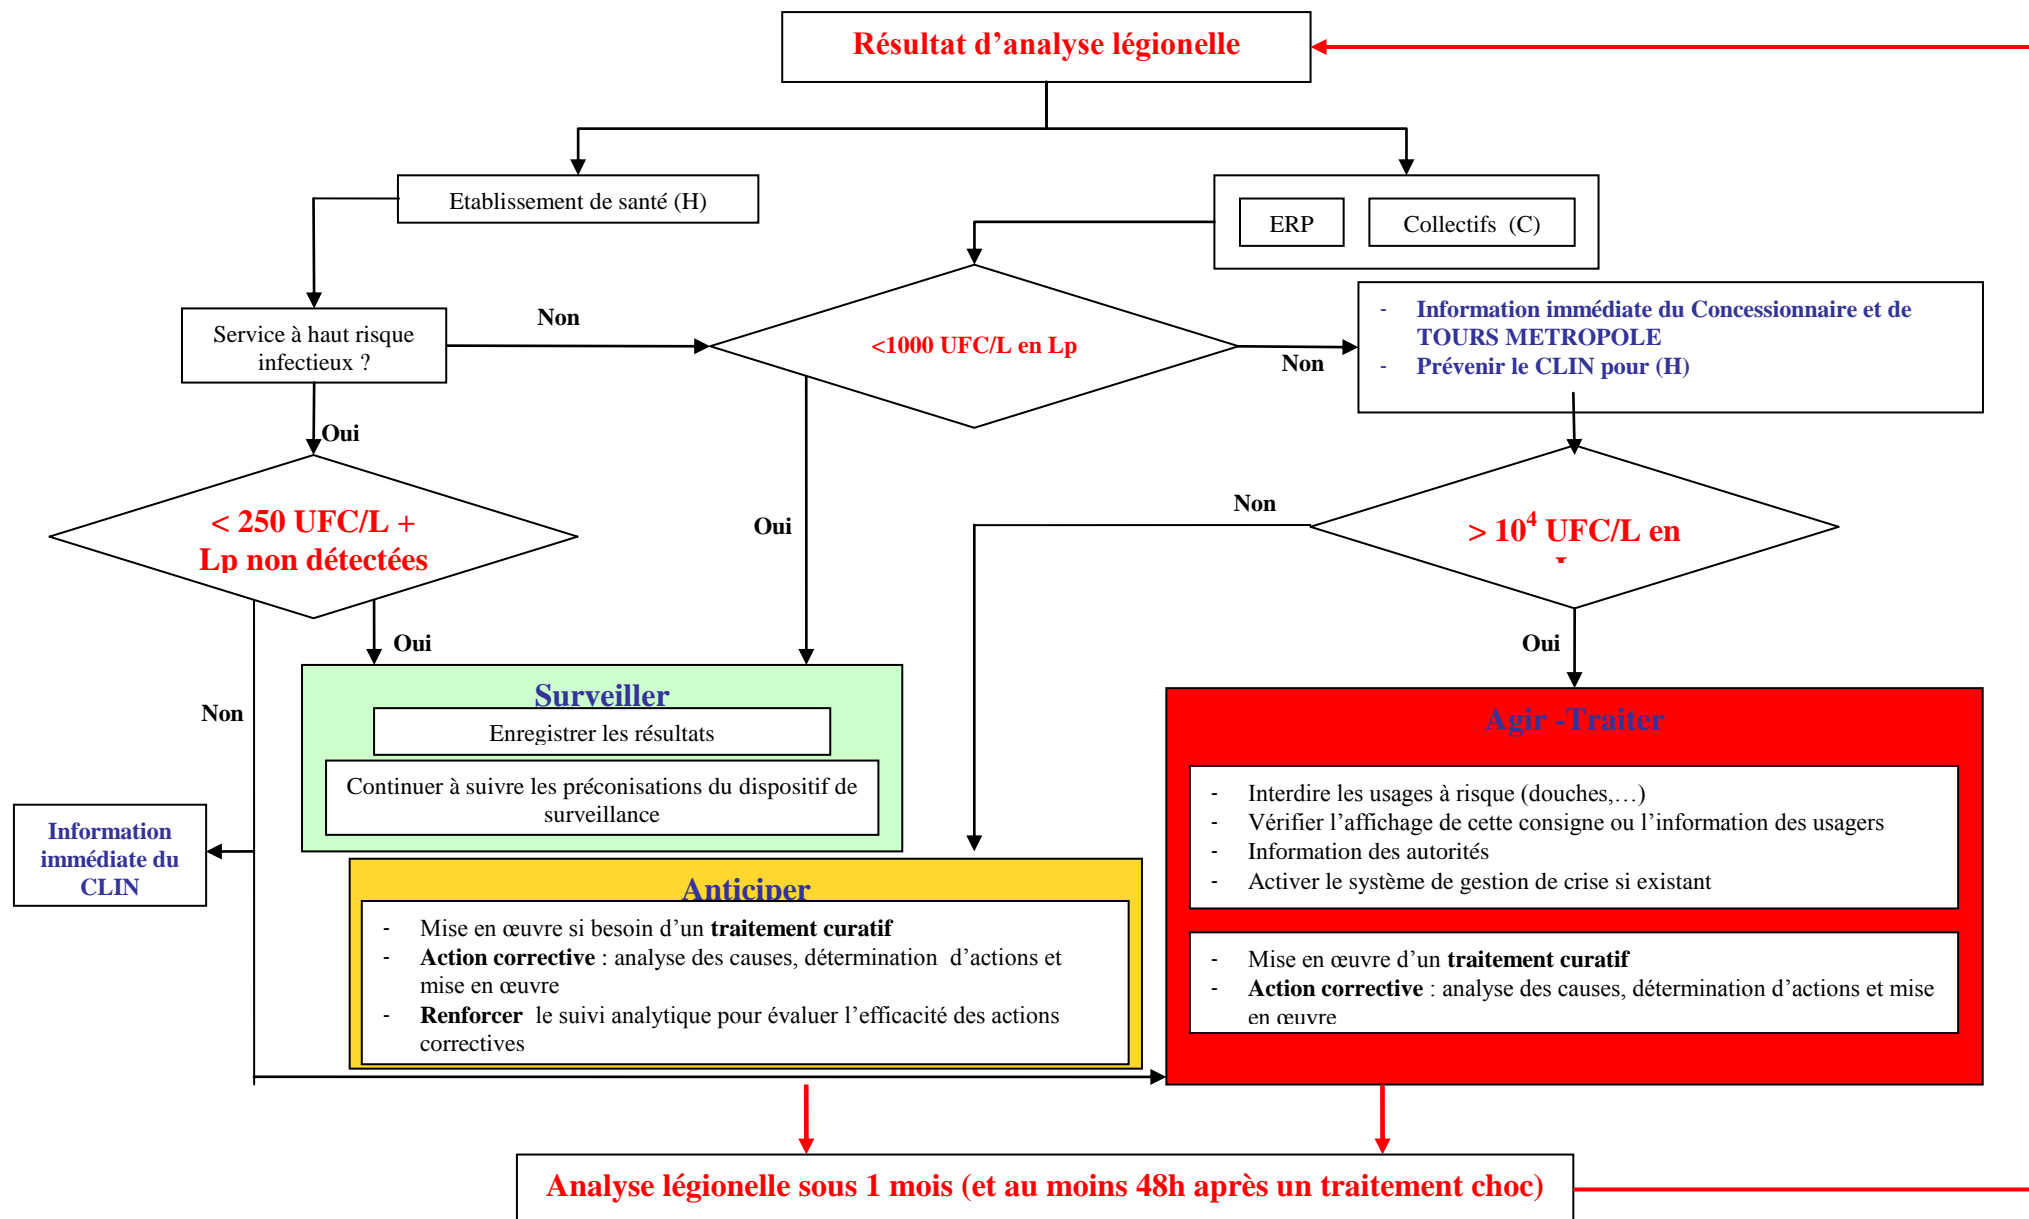 Résultat d’analyse légionelle
Etablissement de santé (H)
ERP
Collectifs (C)
Service à haut risque
infectieux ?
Non
<1000 UFC/L en Lp
Non
- Information immédiate du Concessionnaire et de
TOURS METROPOLE
- Prévenir le CLIN pour (H)
Oui
< 250 UFC/L +
Lp non détectées
Oui
Non
> 10⁴ UFC/L en
Oui
Oui
Non
Surveiller
Enregistrer les résultats
Continuer à suivre les préconisations du dispositif de
surveillance
Information
immédiate du
CLIN
Anticiper
- Mise en œuvre si besoin d’un traitement curatif
- Action corrective : analyse des causes, détermination d’actions et
mise en œuvre
- Renforcer le suivi analytique pour évaluer l’efficacité des actions
correctives
Agir -Traiter
- Interdire les usages à risque (douches,…)
- Vérifier l’affichage de cette consigne ou l’information des usagers
- Information des autorités
- Activer le système de gestion de crise si existant
- Mise en œuvre d’un traitement curatif
- Action corrective : analyse des causes, détermination d’actions et mise
en œuvre
Analyse légionelle sous 1 mois (et au moins 48h après un traitement choc)